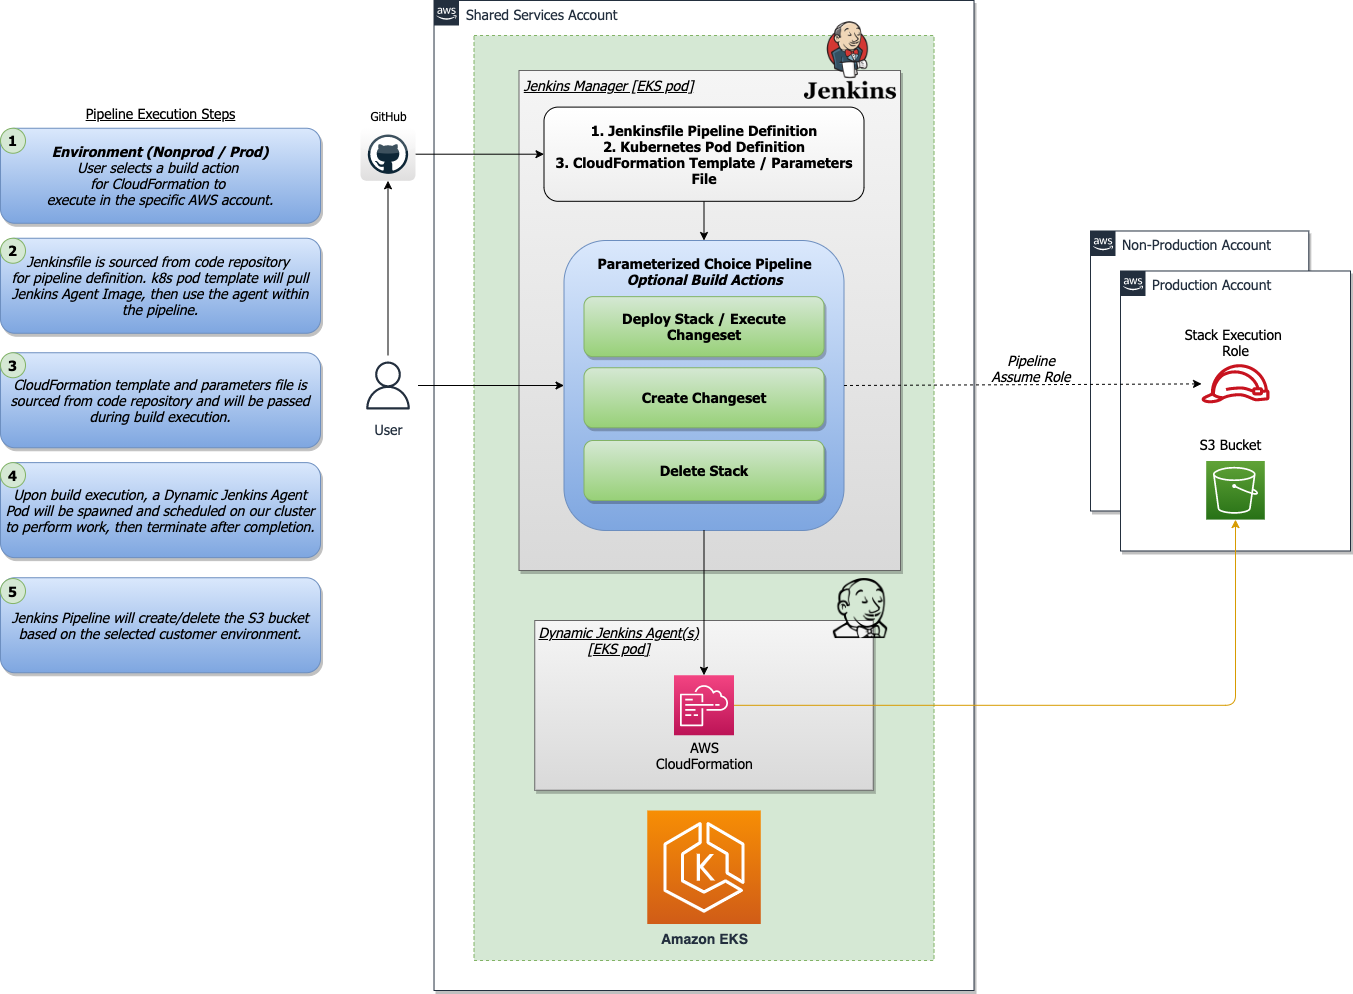 aws
Shared Services Account
Jenkins Manager [EKS pod]
Jenkins
Pipeline Execution Steps
1
Environment (Nonprod / Prod)
User selects a build action
for CloudFormation to
execute in the specific AWS account.
2
Jenkinsfile is sourced from code repository
for pipeline definition. k8s pod template will pull
Jenkins Agent Image, then use the agent within
the pipeline.
3
CloudFormation template and parameters file is
sourced from code repository and will be passed
during build execution.
4
Upon build execution, a Dynamic Jenkins Agent
Pod will be spawned and scheduled on our cluster
to perform work, then terminate after completion.
5
Jenkins Pipeline will create/delete the S3 bucket
based on the selected customer environment.
GitHub
User
1. Jenkinsfile Pipeline Definition
2. Kubernetes Pod Definition
3. CloudFormation Template / Parameters
File
Parameterized Choice Pipeline
Optional Build Actions
Deploy Stack / Execute
Changeset
Create Changeset
Delete Stack
Pipeline
Assume Role
aws
Non-Production Account
aws
Production Account
Stack Execution
Role
S3 Bucket
Dynamic Jenkins Agent(s)
[EKS pod]
AWS
CloudFormation
K
Amazon EKS